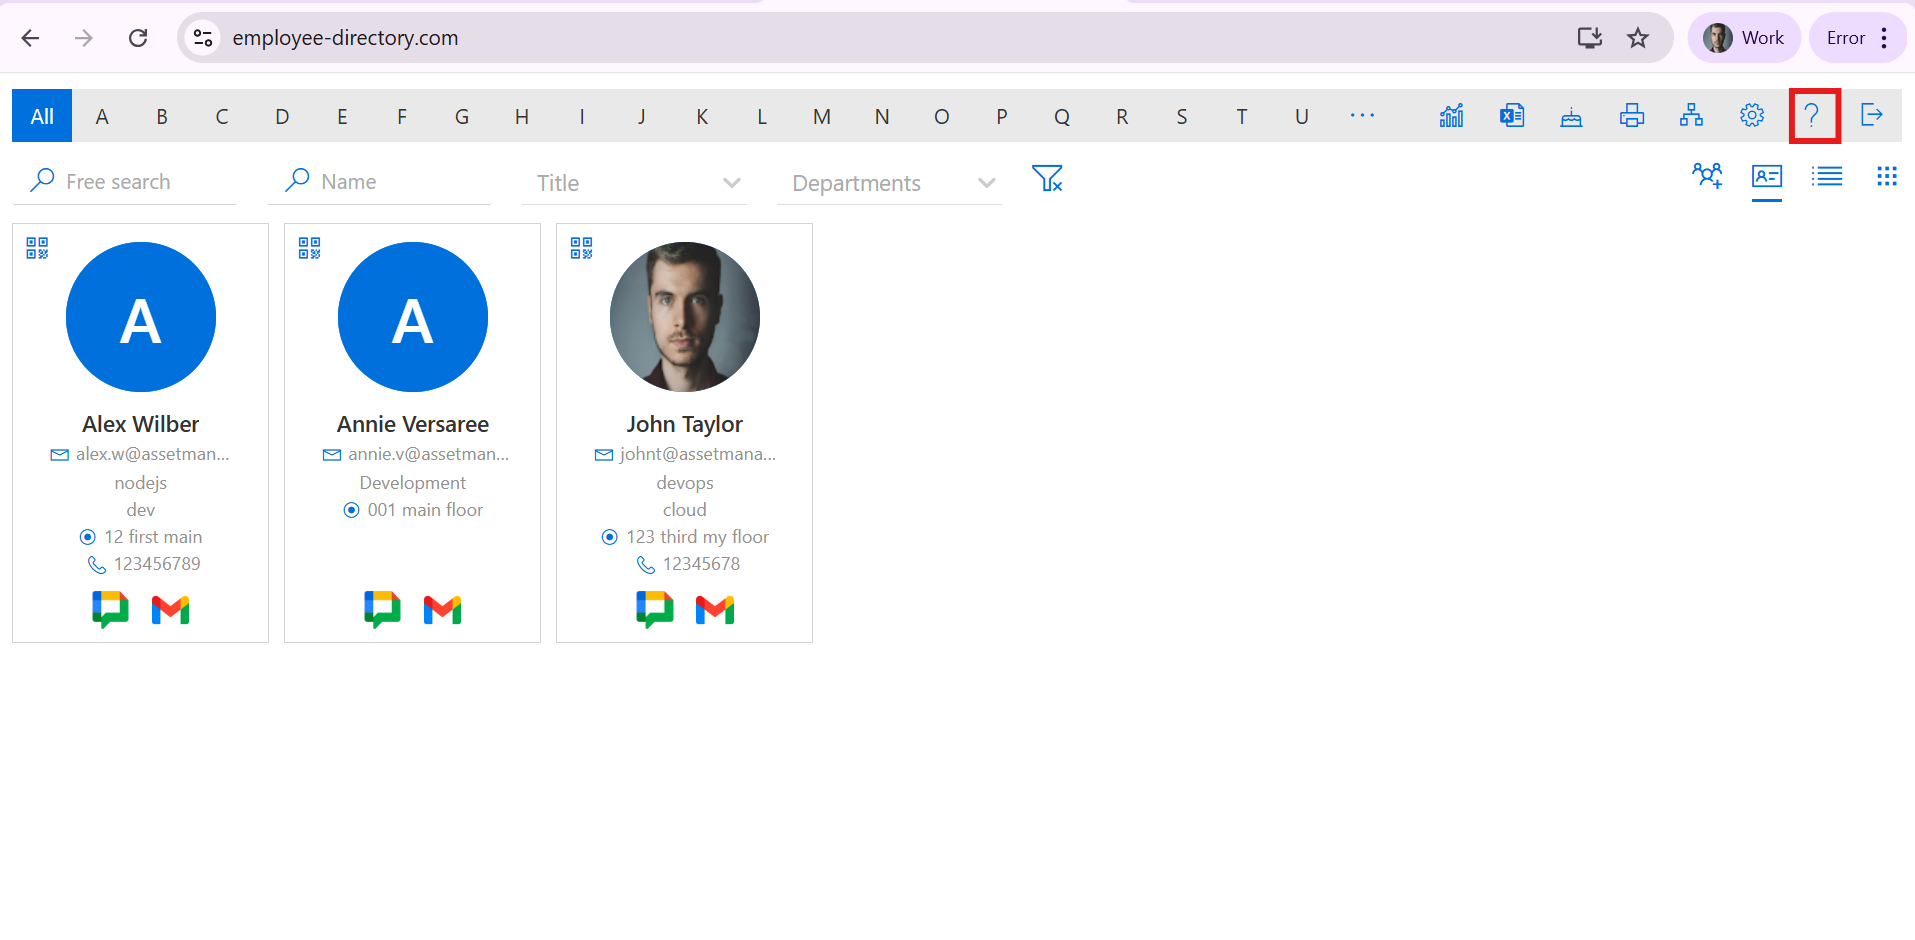 employee-directory.com Work Error
All A B C D E F G H I J K L M N O P Q R S T U ... ?
Free search Name Title Departments
A
Alex Wilber
alex.w@assetman...
nodejs
dev
12 first main
123456789
A
Annie Versaree
annie.v@assetman...
Development
001 main floor
John Taylor
johnt@assetmana...
devops
cloud
123 third my floor
12345678